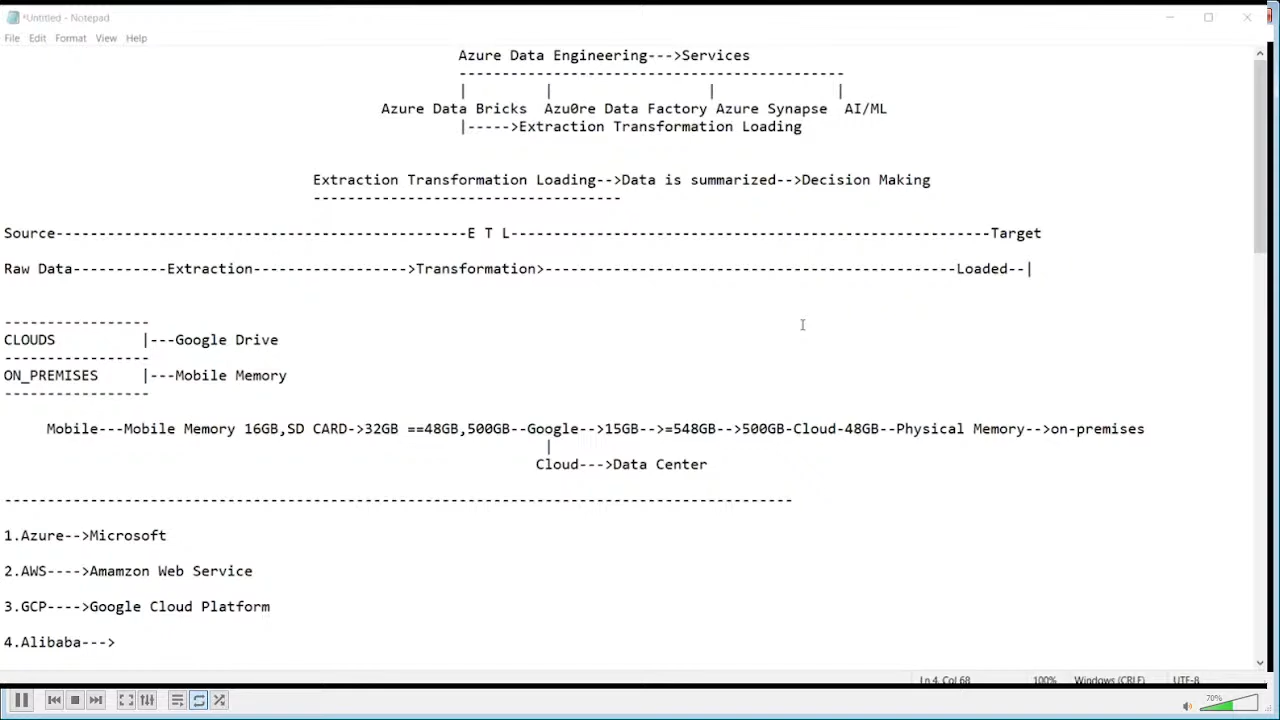 *Untitled - Notepad
File Edit Format View Help
Azure Data Engineering--->Services
---------------------------------------------
| | | |
Azure Data Bricks Azu0re Data Factory Azure Synapse AI/ML
|----->Extraction Transformation Loading
Extraction Transformation Loading-->Data is summarized-->Decision Making
------------------------------------
Source------------------------------------------------E T L--------------------------------------------------------Target
Raw Data-----------Extraction------------------>Transformation>------------------------------------------------Loaded--|
-----------------
CLOUDS |---Google Drive
-----------------
ON_PREMISES |---Mobile Memory
-----------------
Mobile---Mobile Memory 16GB,SD CARD->32GB ==48GB,500GB--Google-->15GB-->=548GB-->500GB-Cloud-48GB--Physical Memory-->on-premises
|
Cloud--->Data Center
--------------------------------------------------------------------------------------------
1.Azure-->Microsoft
2.AWS---->Amamzon Web Service
3.GCP---->Google Cloud Platform
4.Alibaba--->
Ln 4, Col 68 100% Windows (CRLF) UTF-8
70%